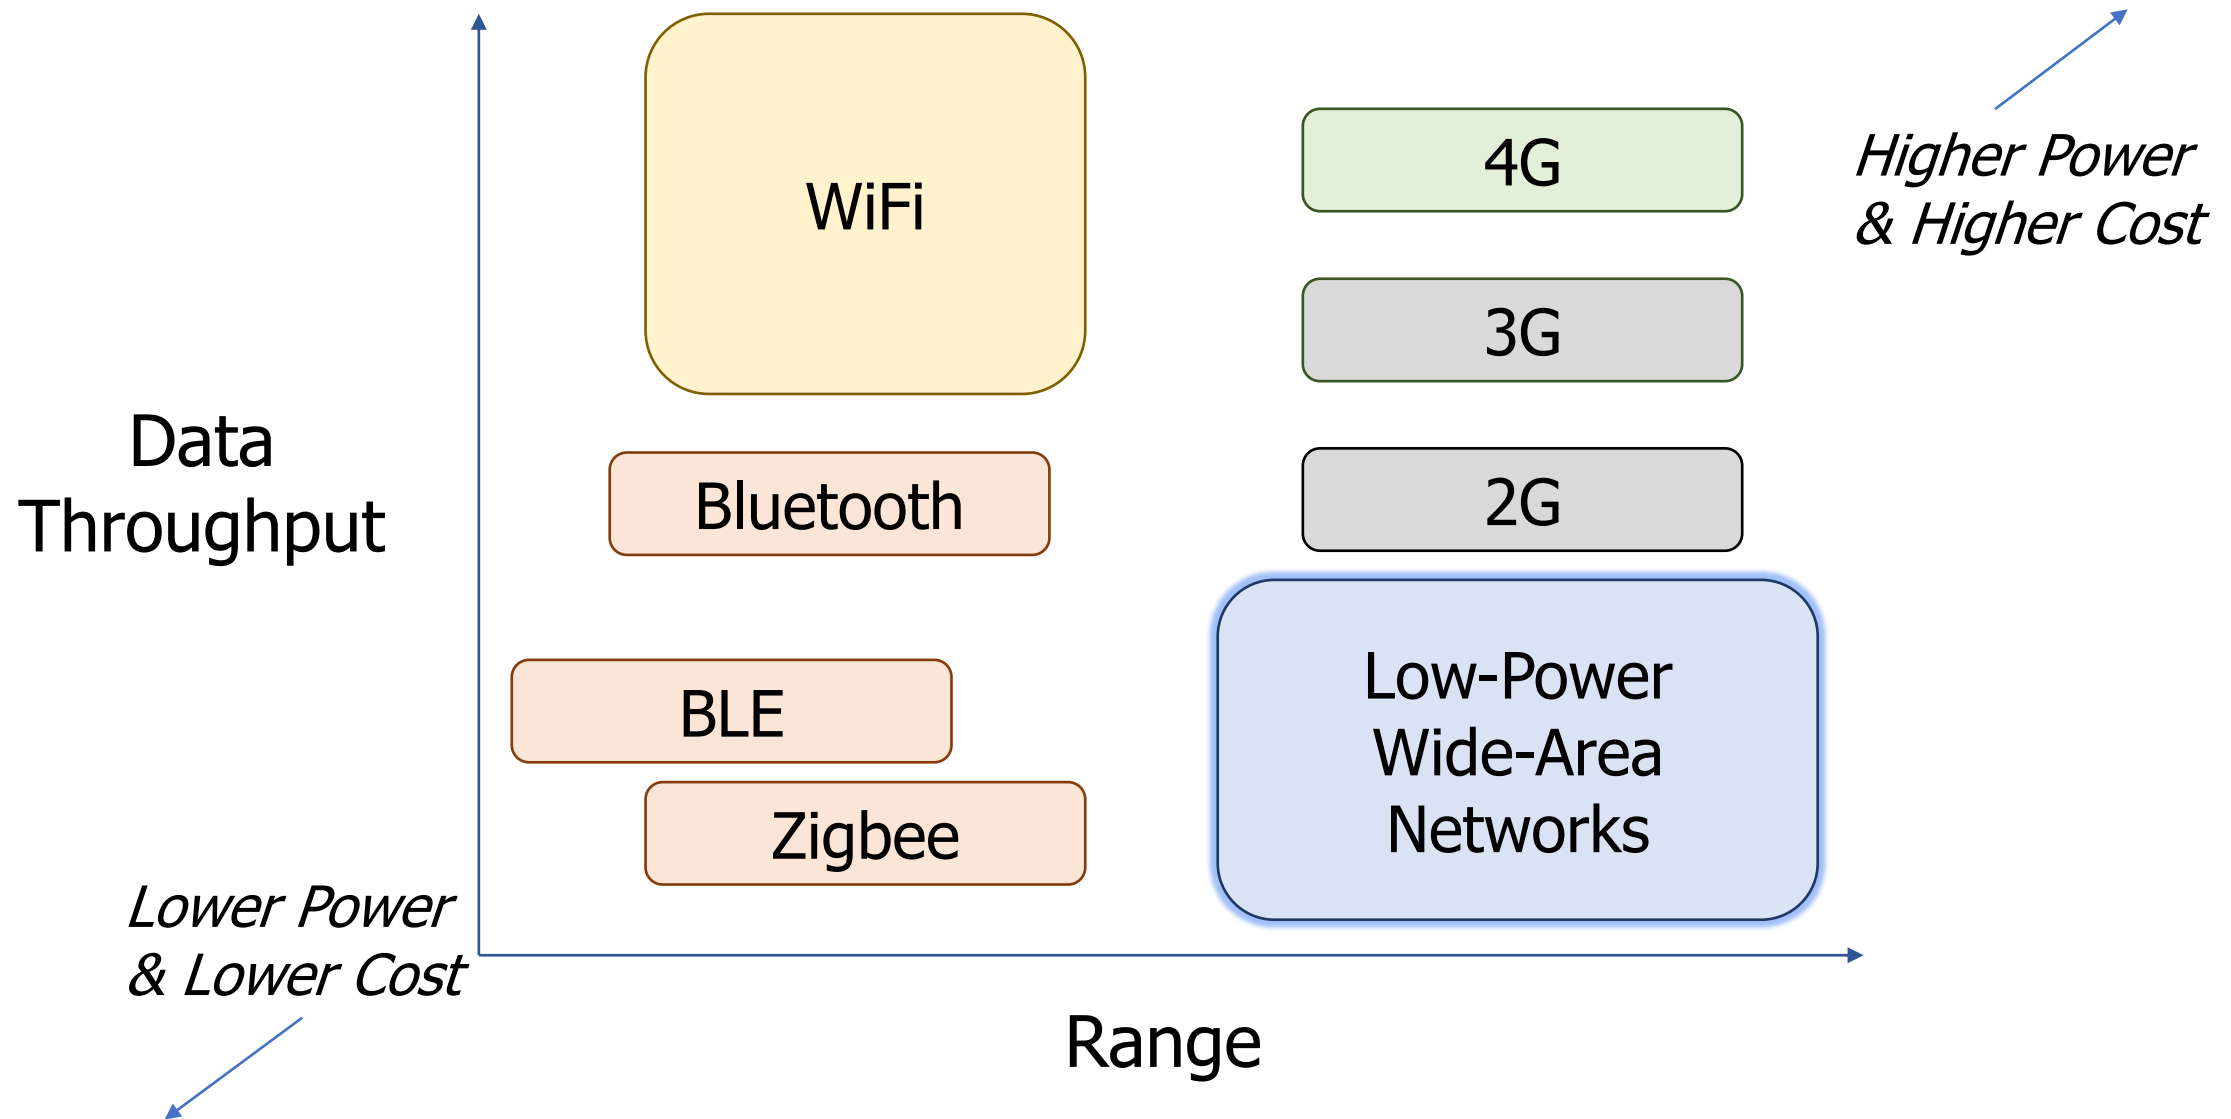 WiFi
4G
Higher Power
& Higher Cost
3G
Data
Throughput
Bluetooth
2G
BLE
Zigbee
Low-Power
Wide-Area
Networks
Lower Power
& Lower Cost
Range